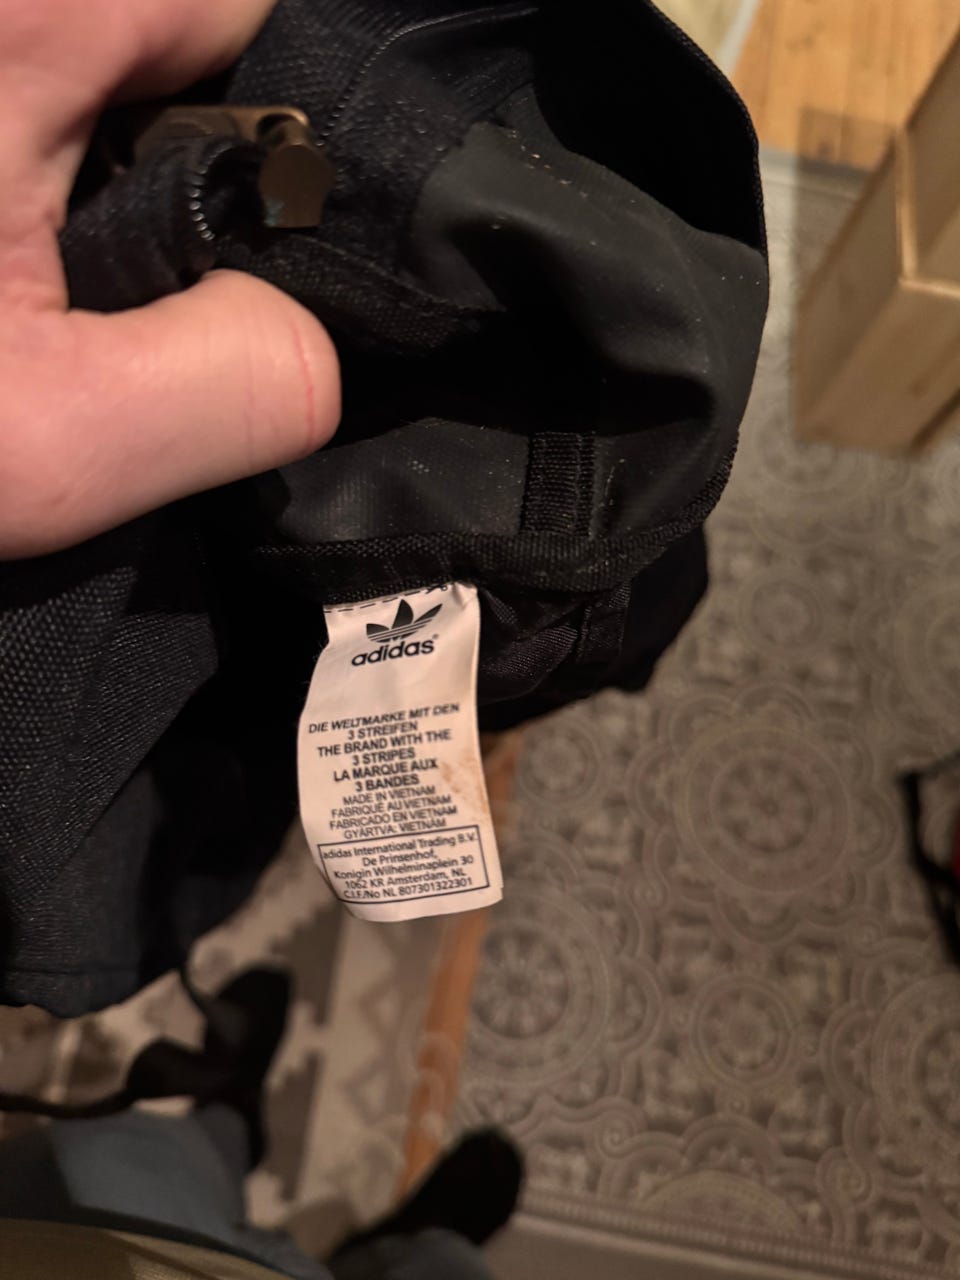 adidas®
DIE WELTMARKE MIT DEN
3 STREIFEN
THE BRAND WITH THE
3 STRIPES
LA MARQUE AUX
3 BANDES
MADE IN VIETNAM
FABRIQUÉ AU VIETNAM
FABRICADO EN VIETNAM
GYÁRTVA: VIETNAM
adidas International Trading B.V.
De Prinsenhof,
Konigin Wilhelminaplein 30
1062 KR Amsterdam, NL
C.I.F./No NL 807301322301